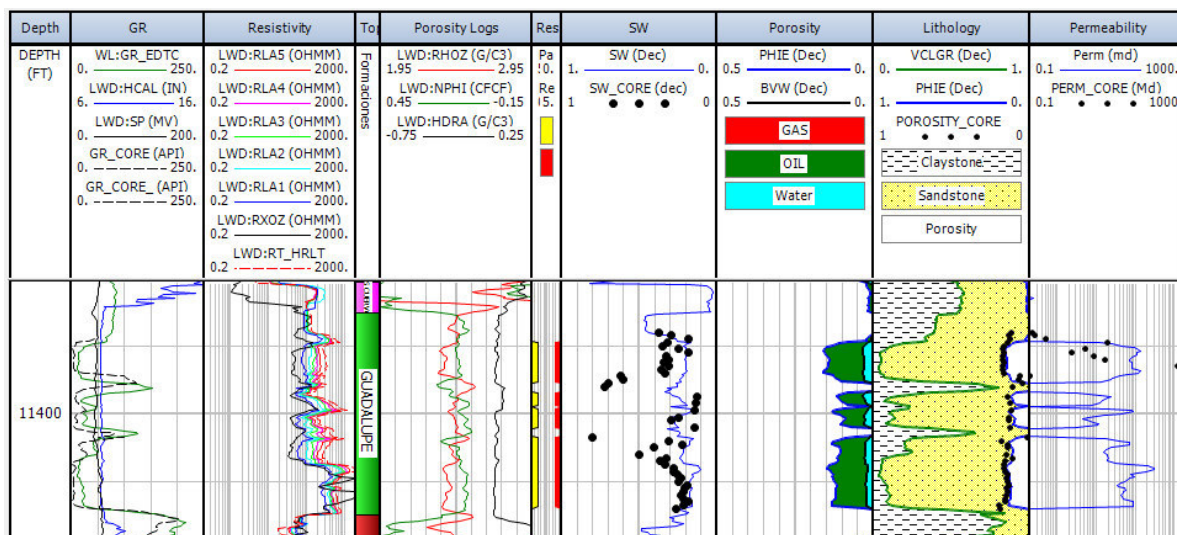 Depth GR Resistivity Porosity Logs Res SW Porosity Lithology Permeability
DEPTH
(FT)
WL:GR_EDTC
0. 250.
LWD:HCAL (IN)
6. 16.
LWD:SP (MV)
0. 200.
GR_CORE (API)
0. 250.
GR_CORE_ (API)
0. 250.
LWD:RLA5 (OHMM)
0.2 2000.
LWD:RLA4 (OHMM)
0.2 2000.
LWD:RLA3 (OHMM)
0.2 2000.
LWD:RLA2 (OHMM)
0.2 2000.
LWD:RLA1 (OHMM)
0.2 2000.
LWD:RXOZ (OHMM)
0.2 2000.
LWD:RT_HRLT
0.2 2000.
Formaciones
LWD:RHOZ (G/C3)
1.95 2.95
LWD:NPHI (CFCF)
0.45 -0.15
LWD:HDRA (G/C3)
-0.75 0.25
Pa
Re
SW (Dec)
1. 0.
SW_CORE (dec)
1 0
PHIE (Dec)
0.5 0.
BVW (Dec)
0.5 0.
GAS
OIL
Water
VCLGR (Dec)
0. 1.
PHIE (Dec)
1. 0.
POROSITY_CORE
1 0
Claystone
Sandstone
Porosity
Perm (md)
0.1 1000.
PERM_CORE (Md)
0.1 1000
11400
GUADALUPE